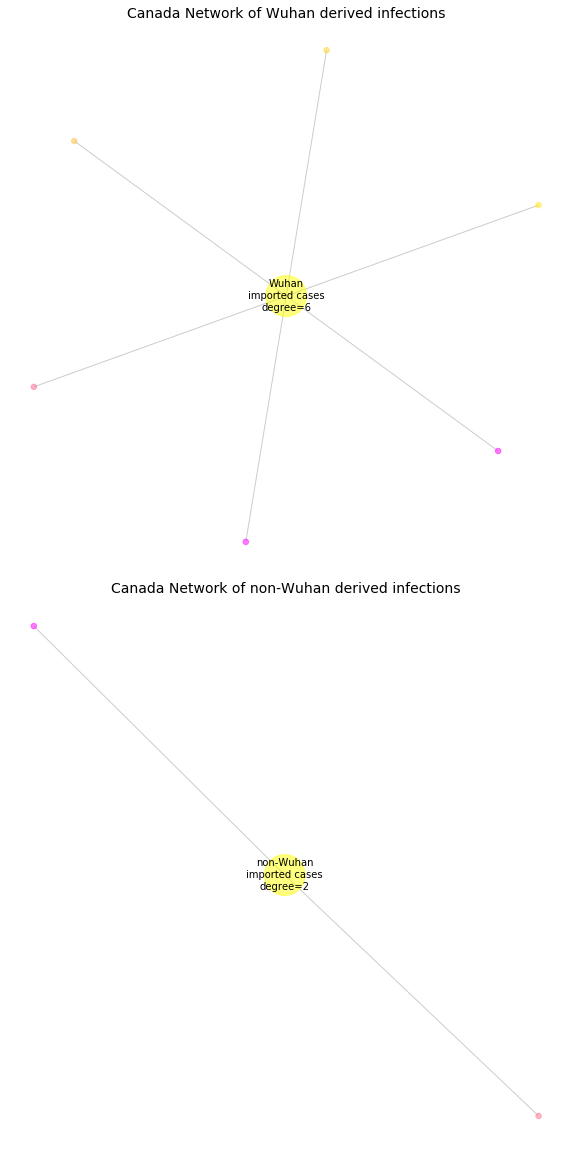 Canada Network of Wuhan derived infections
Wuhan
imported cases
degree=6
Canada Network of non-Wuhan derived infections
non-Wuhan
imported cases
degree=2